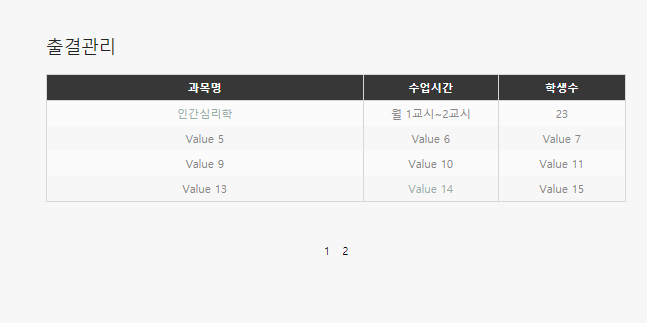 출결관리
과목명 수업시간 학생수
인간심리학 월 1교시~2교시 23
Value 5 Value 6 Value 7
Value 9 Value 10 Value 11
Value 13 Value 14 Value 15
1 2